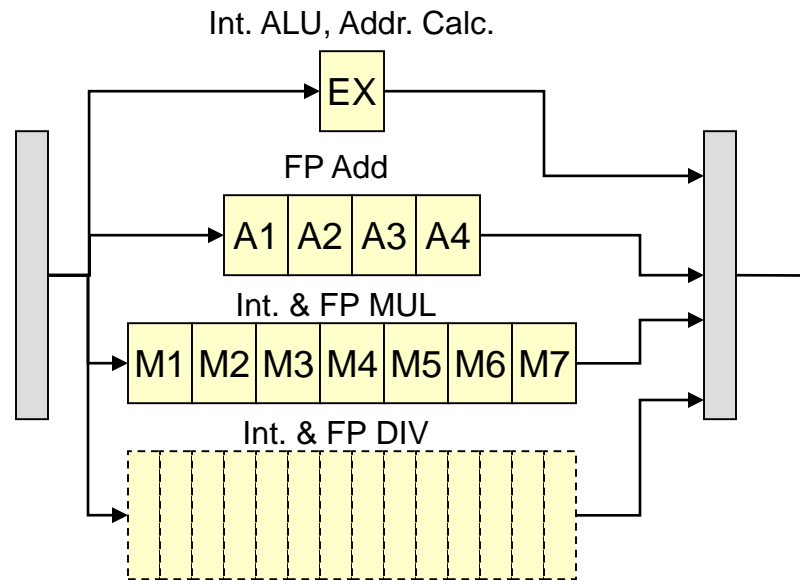 Int. ALU, Addr. Calc.
EX
FP Add
A1 A2 A3 A4
Int. & FP MUL
M1 M2 M3 M4 M5 M6 M7
Int. & FP DIV